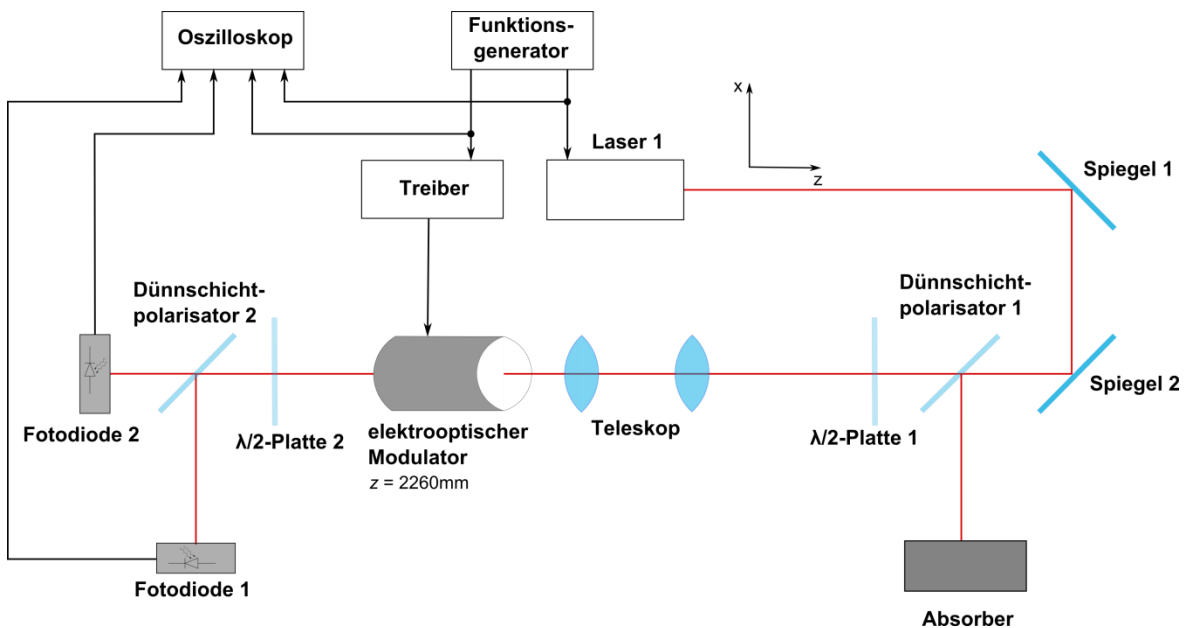 Oszilloskop
Funktions-
generator
x
z
Laser 1
Spiegel 1
Treiber
Dünnschicht-
polarisator 2
Dünnschicht-
polarisator 1
Spiegel 2
Fotodiode 2
λ/2-Platte 2
elektrooptischer
Modulator
z = 2260mm
Teleskop
λ/2-Platte 1
Fotodiode 1
Absorber